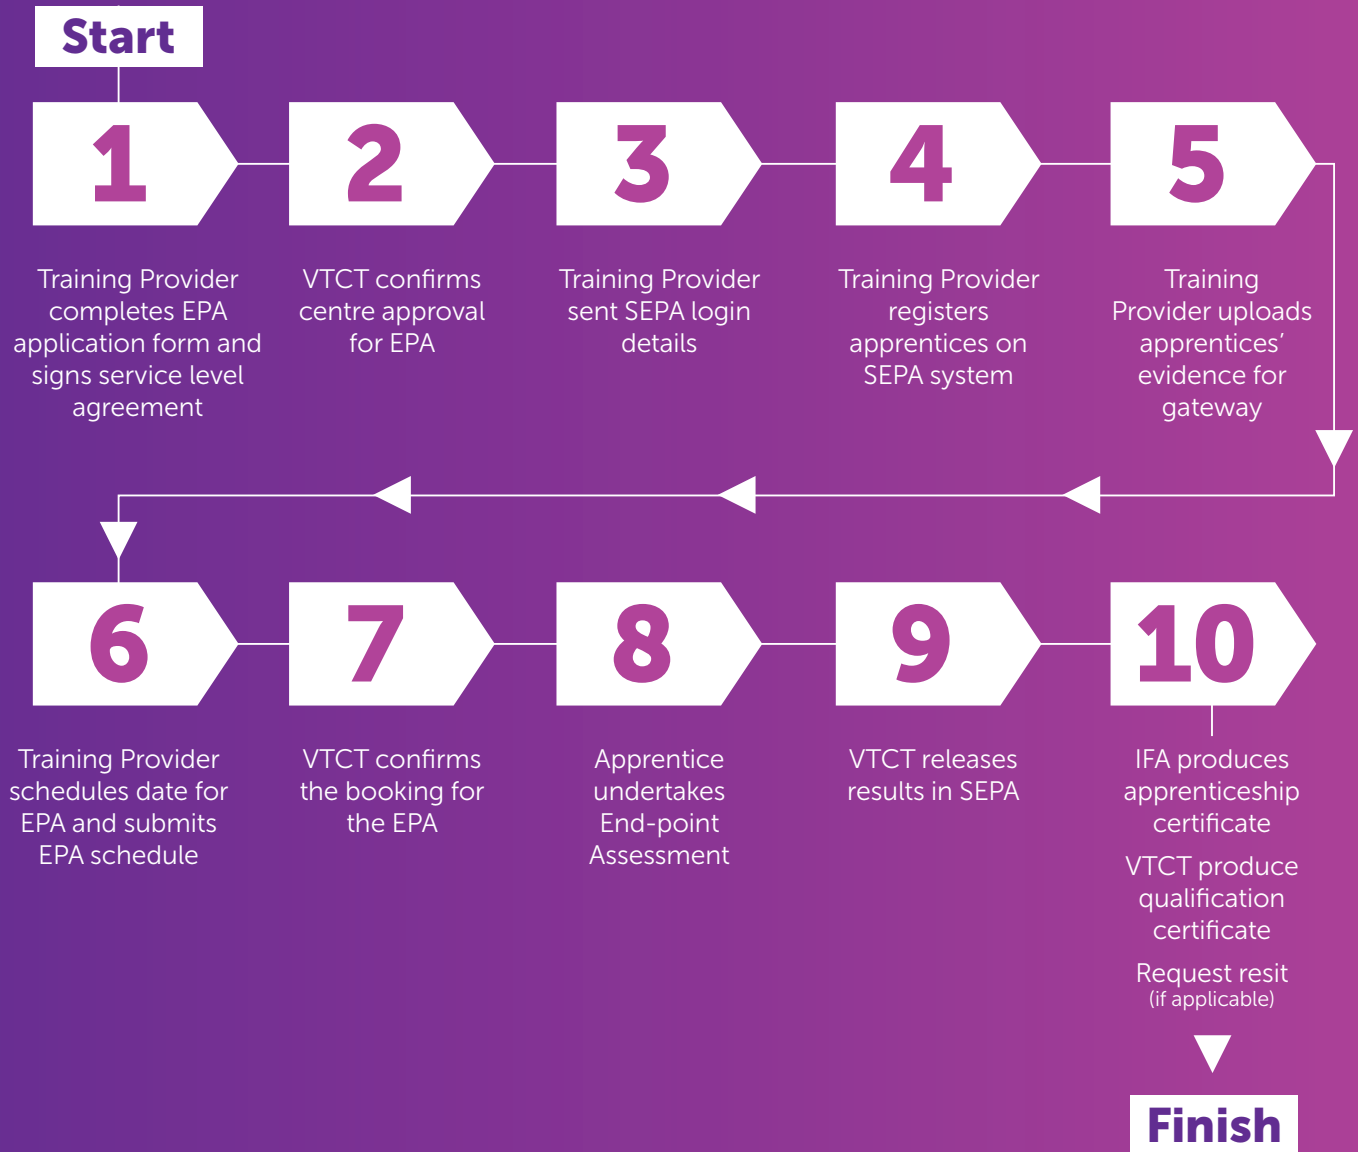 Start
1
2
3
4
5
Training Provider
completes EPA
application form and
signs service level
agreement
VTCT confirms
centre approval
for EPA
Training Provider
sent SEPA login
details
Training Provider
registers
apprentices on
SEPA system
Training
Provider uploads
apprentices’
evidence for
gateway
6
7
8
9
10
Training Provider
schedules date for
EPA and submits
EPA schedule
VTCT confirms
the booking for
the EPA
Apprentice
undertakes
End-point
Assessment
VTCT releases
results in SEPA
IFA produces
apprenticeship
certificate
VTCT produce
qualification
certificate
Request resit
(if applicable)
Finish